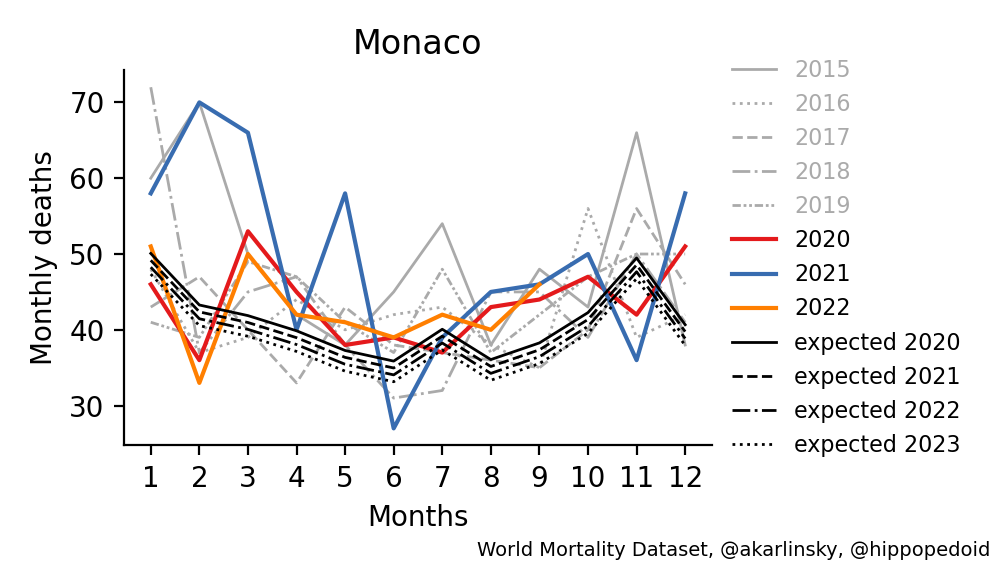 Monaco
Monthly deaths
70
60
50
40
30
1 2 3 4 5 6 7 8 9 10 11 12
Months
2015
2016
2017
2018
2019
2020
2021
2022
expected 2020
expected 2021
expected 2022
expected 2023
World Mortality Dataset, @akarlinsky, @hippopedoid